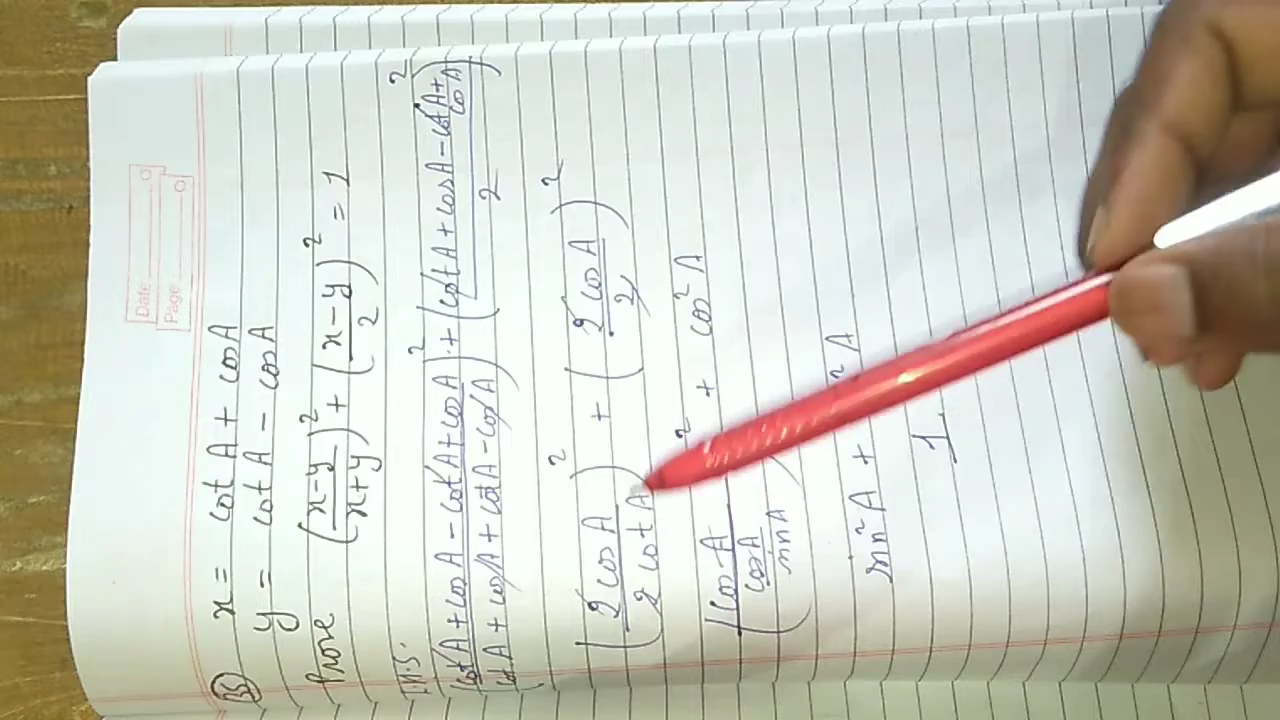 Date
Page
(35) x = cot A + cos A
y = cot A - cos A
Prove ((x-y)/(x+y))² + ((x-y)/2)² = 1
L.H.S.
((cot A + cos A - cot A + cos A)/(cot A + cos A + cot A - cos A))² + ((cot A + cos A - cot A + cos A)/2)²
(2 cos A/2 cot A)² + (2 cos A/2)²
(cos A/(cos A/sin A))² + cos² A
sin² A + ² A
1